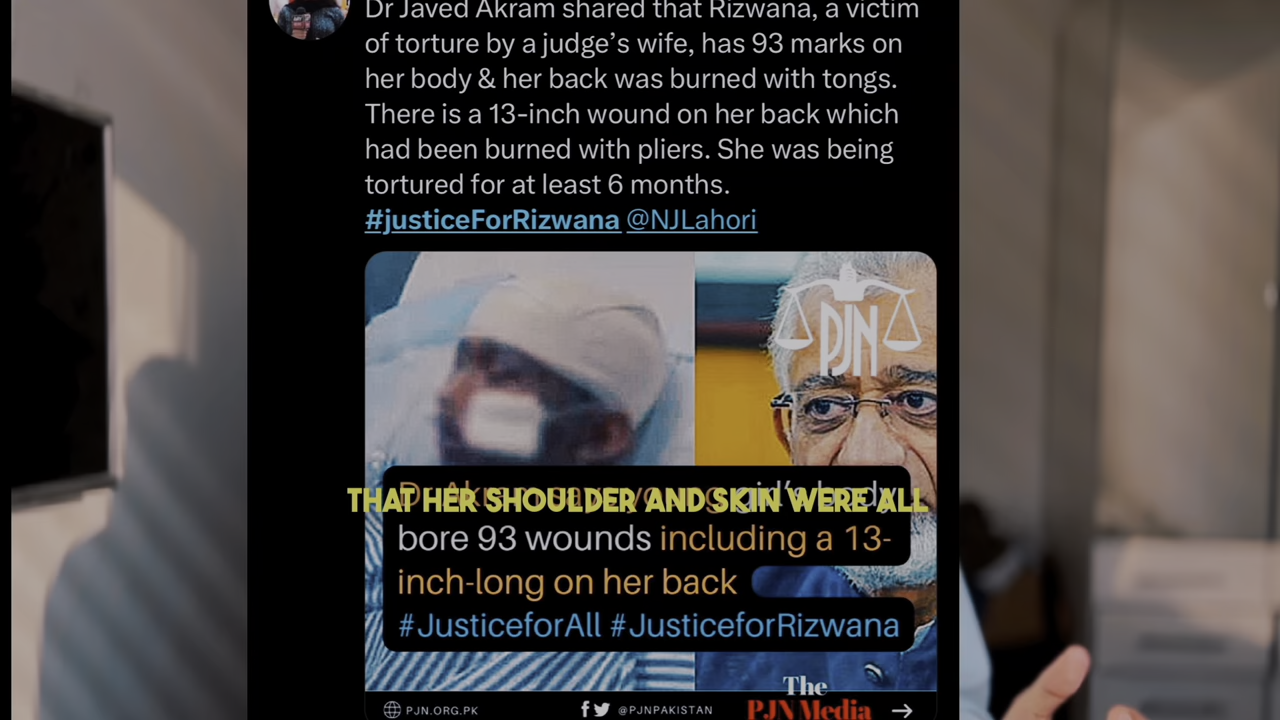 Dr Javed Akram shared that Rizwana, a victim
of torture by a judge's wife, has 93 marks on
her body & her back was burned with tongs.
There is a 13-inch wound on her back which
had been burned with pliers. She was being
tortured for at least 6 months.
#justiceForRizwana @NJLahori
PJN
THAT HER SHOULDER AND SKIN WERE ALL
bore 93 wounds including a 13-
inch-long on her back
#JusticeforAll #JusticeforRizwana
The
PJN Media
PJN.ORG.PK
@PJNPAKISTAN